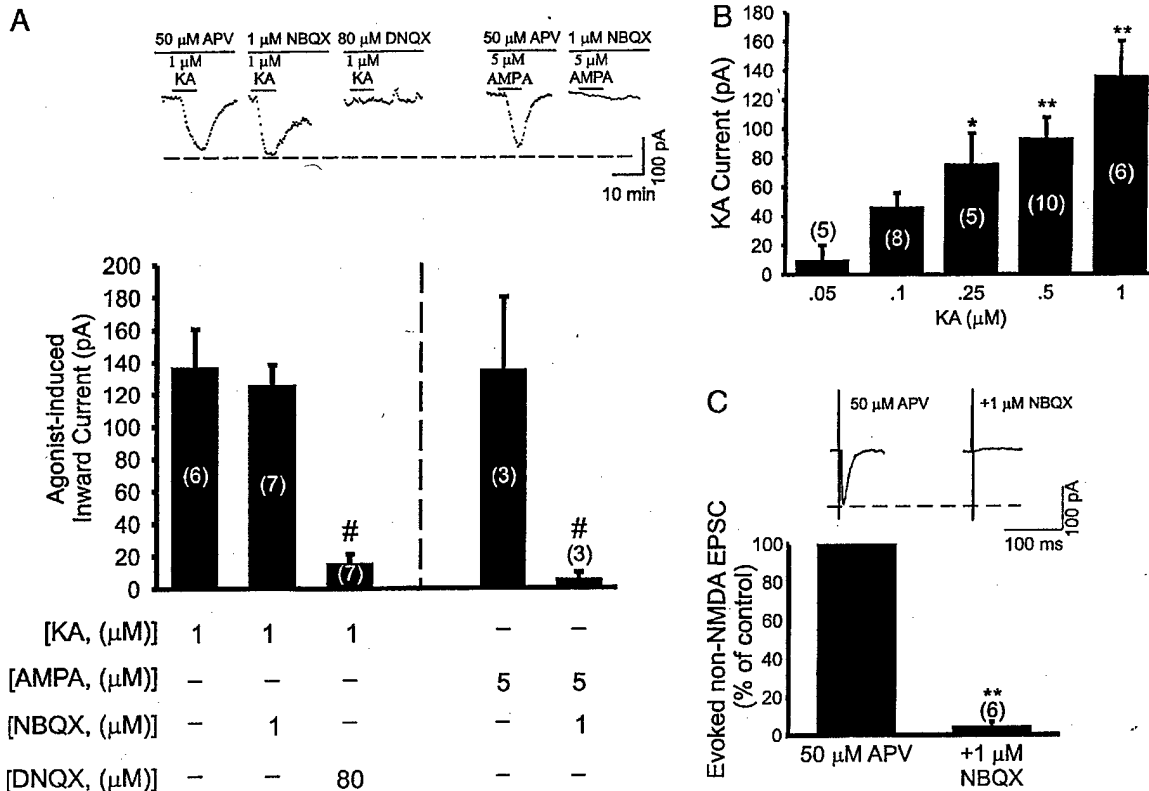 A
50 μM APV 1 μM NBQX 80 μM DNQX 50 μM APV 1 μM NBQX
1 μM 1 μM 1 μM 5 μM 5 μM
KA KA KA AMPA AMPA
100 pA
10 min
200
180
160
140
120
100
80
60
40
20
0
Agonist-induced
Inward Current (pA)
(6)
(7)
#
(7)
(3)
#
(3)
[KA, (μM)] 1 1 1 – –
[AMPA, (μM)] – – – 5 5
[NBQX, (μM)] – 1 – – 1
[DNQX, (μM)] – – 80 – –
B
KA Current (pA)
180
160
140
120
100
80
60
40
20
0
(5)
(8)
*
(5)
**
(10)
**
(6)
.05 .1 .25 .5 1
KA (μM)
C
50 μM APV +1 μM NBQX
100 pA
100 ms
Evoked non-NMDA EPSC
(% of control)
100
80
60
40
20
0
**
(6)
50 μM APV +1 μM
NBQX